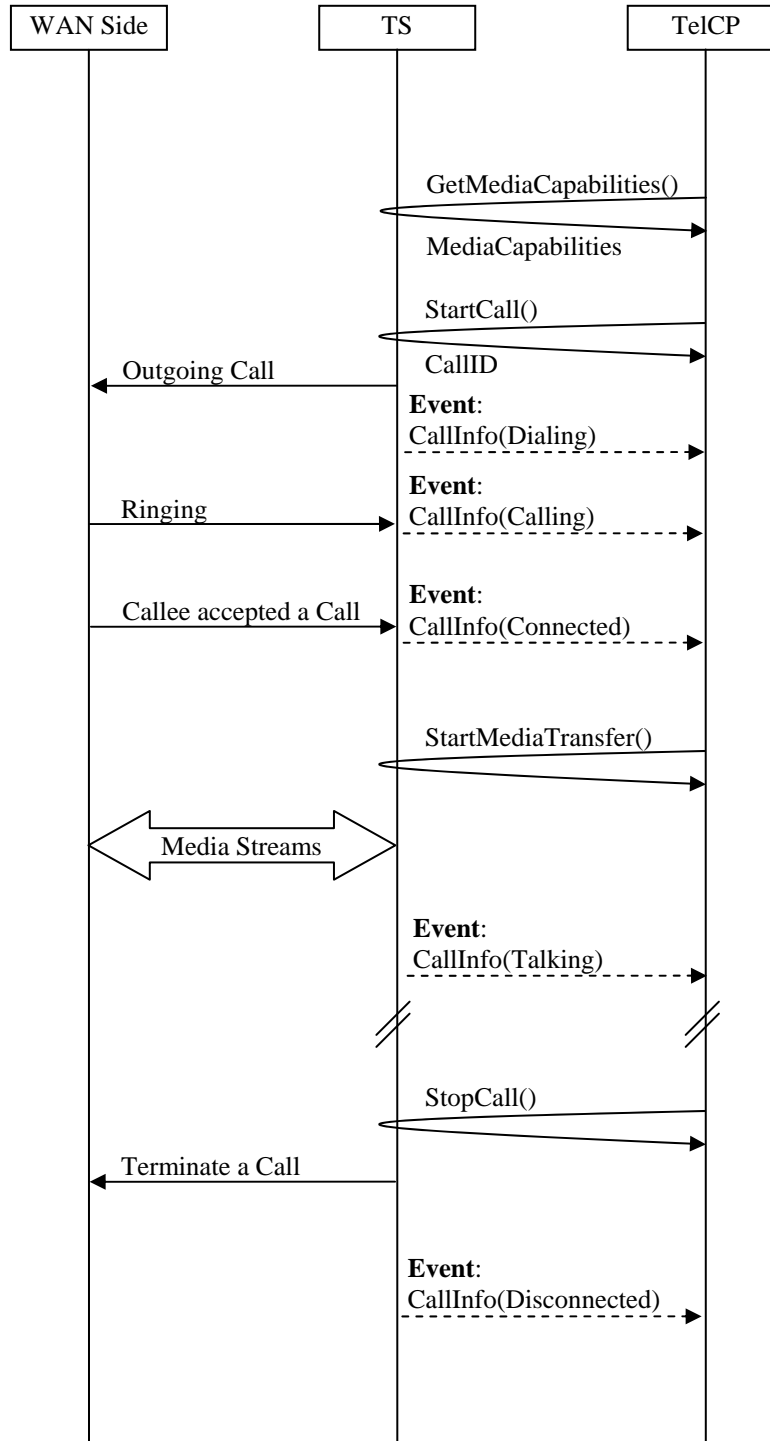 WAN Side
TS
TelCP
GetMediaCapabilities()
MediaCapabilities
StartCall()
CallID
Outgoing Call
Event:
CallInfo(Dialing)
Event:
Ringing
CallInfo(Calling)
Event:
Callee accepted a Call
CallInfo(Connected)
StartMediaTransfer()
Media Streams
Event:
CallInfo(Talking)
StopCall()
Terminate a Call
Event:
CallInfo(Disconnected)